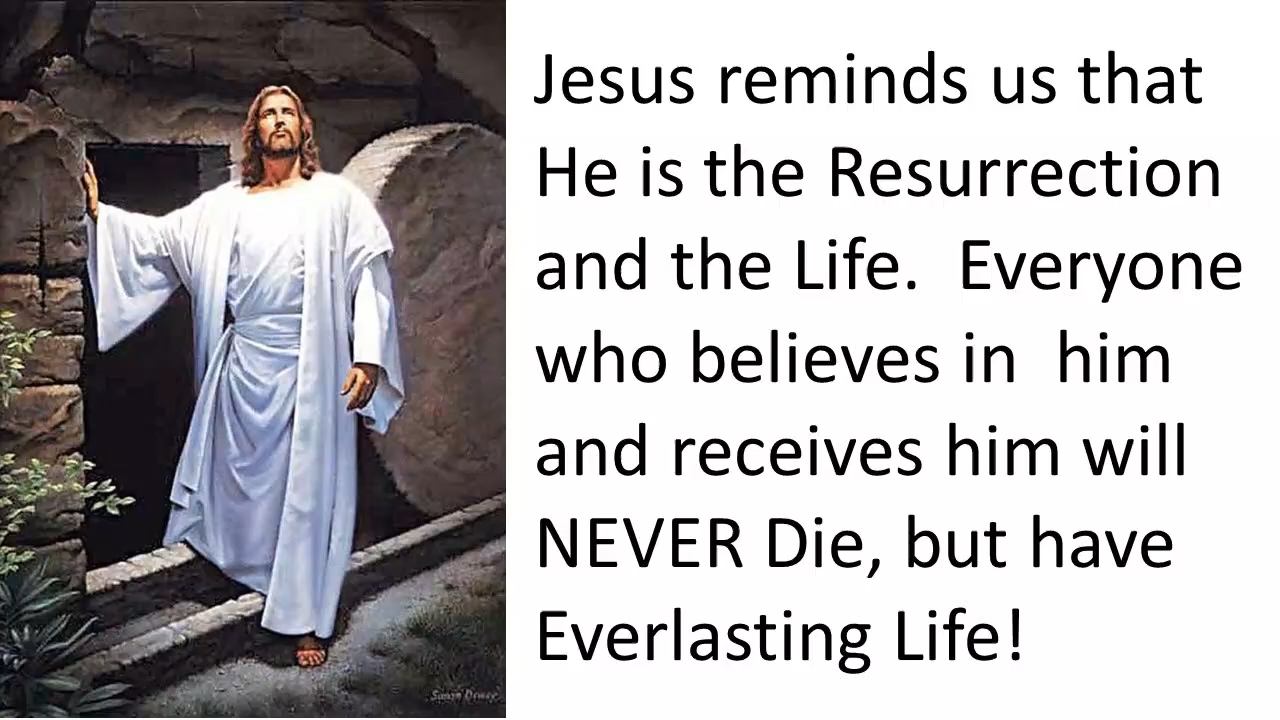 Jesus reminds us that
He is the Resurrection
and the Life.  Everyone
who believes in  him
and receives him will
NEVER Die, but have
Everlasting Life!